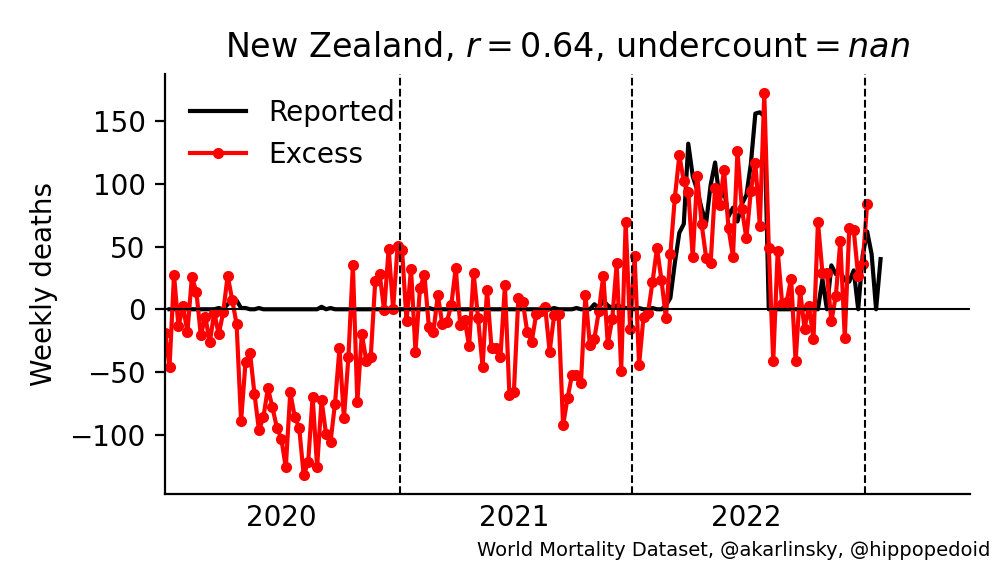 New Zealand, r = 0.64, undercount = nan
Reported
Excess
Weekly deaths
150
100
50
0
−50
−100
2020 2021 2022
World Mortality Dataset, @akarlinsky, @hippopedoid